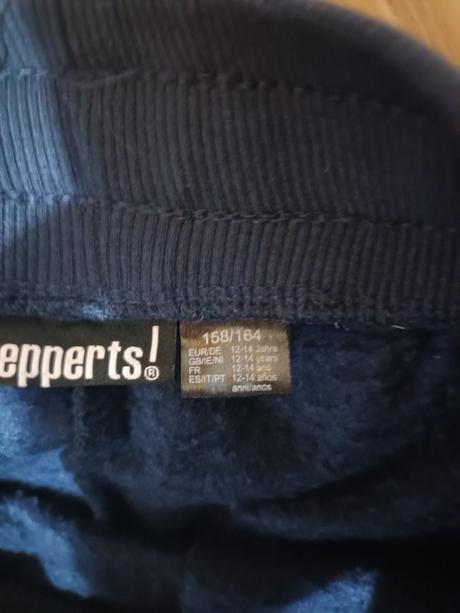 epperts!®
158/164
EUR/DE 12-14 Jahre
GB/IE/NI 12-14 years
FR 12-14 ans
ES/IT/PT 12-14 años
anni/anos